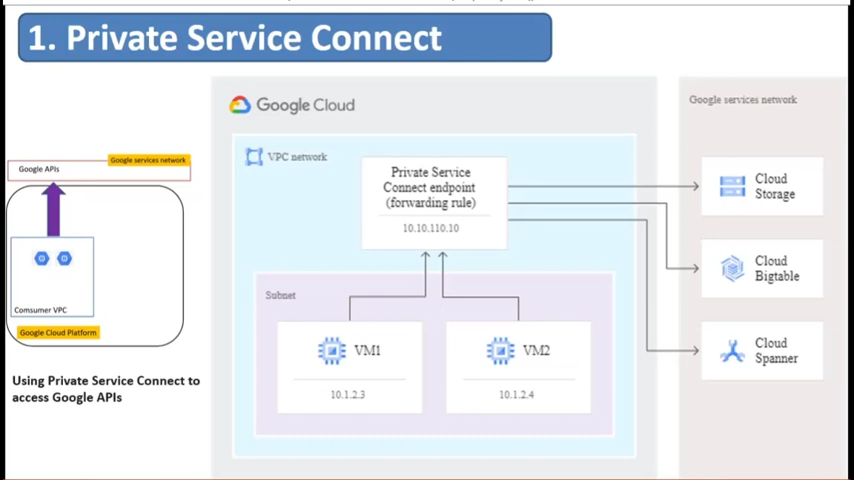 1. Private Service Connect
Google APIs
Google services network
Comsumer VPC
Google Cloud Platform
Using Private Service Connect to
access Google APIs
Google Cloud
VPC network
Private Service
Connect endpoint
(forwarding rule)
10.10.110.10
Subnet
VM1
10.1.2.3
VM2
10.1.2.4
Google services network
Cloud
Storage
Cloud
Bigtable
Cloud
Spanner